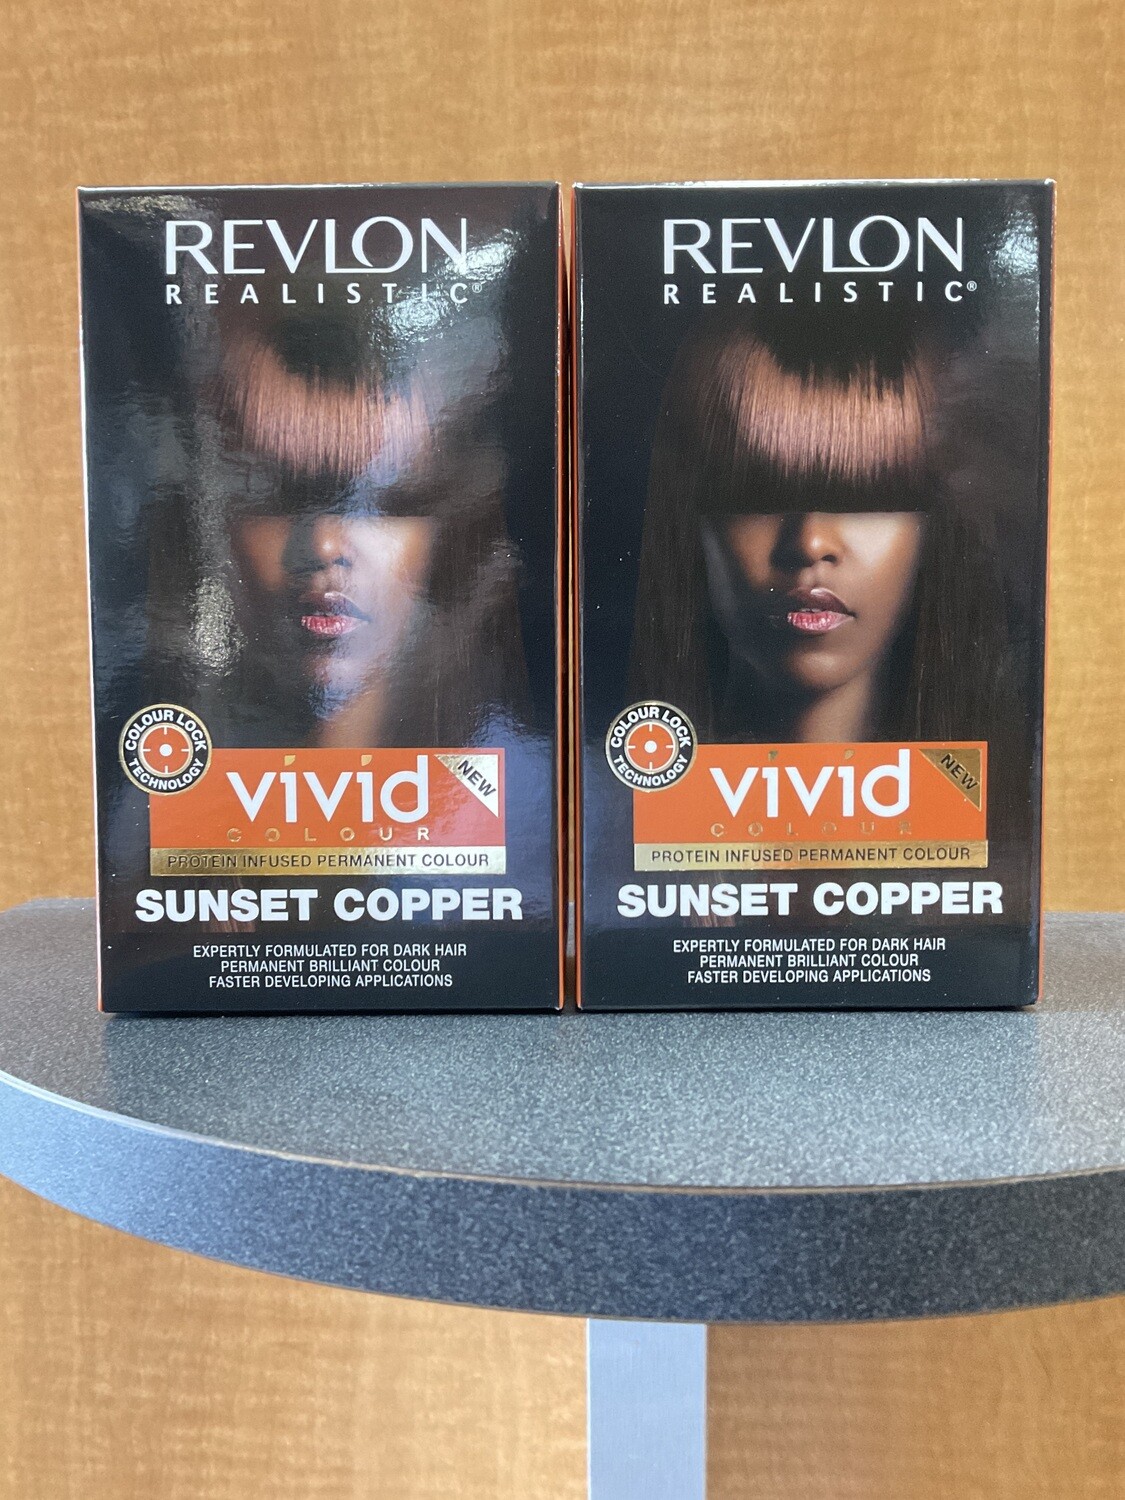 REVLON
REALISTIC®
COLOUR LOCK
TECHNOLOGY
vivid
NEW
COLOUR
PROTEIN INFUSED PERMANENT COLOUR
SUNSET COPPER
EXPERTLY FORMULATED FOR DARK HAIR
PERMANENT BRILLIANT COLOUR
FASTER DEVELOPING APPLICATIONS
REVLON
REALISTIC®
COLOUR LOCK
TECHNOLOGY
vivid
NEW
COLOUR
PROTEIN INFUSED PERMANENT COLOUR
SUNSET COPPER
EXPERTLY FORMULATED FOR DARK HAIR
PERMANENT BRILLIANT COLOUR
FASTER DEVELOPING APPLICATIONS